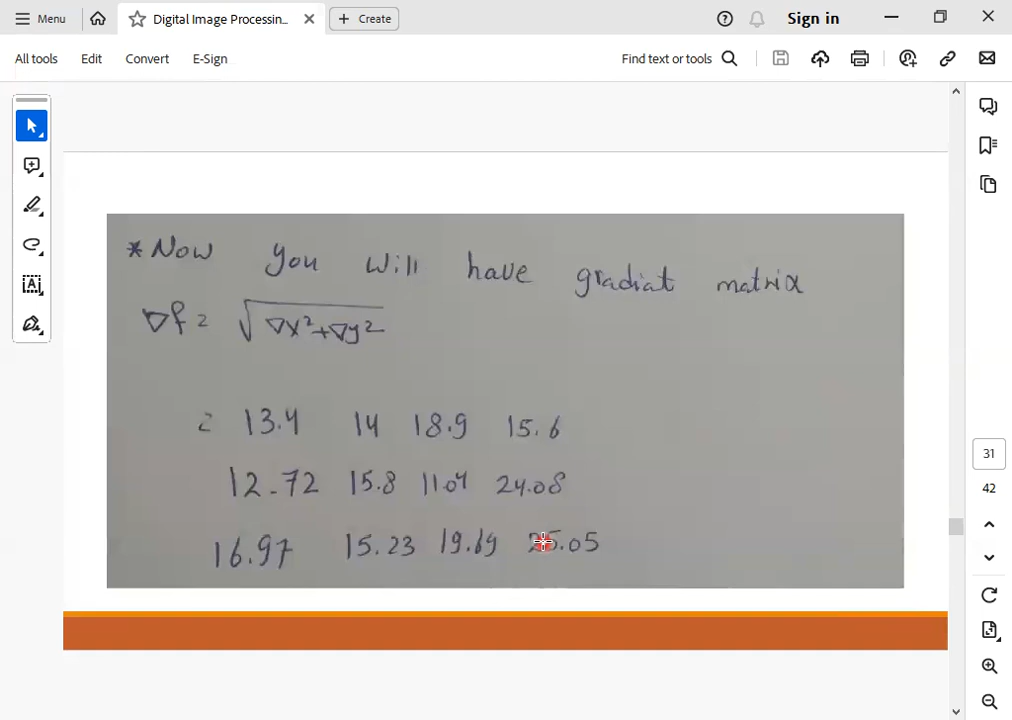 Menu
Digital Image Processin...
Create
Sign in
All tools
Edit
Convert
E-Sign
Find text or tools
*Now you will have gradiat matrix
∇f = √∇x²+∇y²
= 13.4 14 18.9 15.6
12.72 15.8 11.04 24.08
16.97 15.23 19.69 25.05
31
42